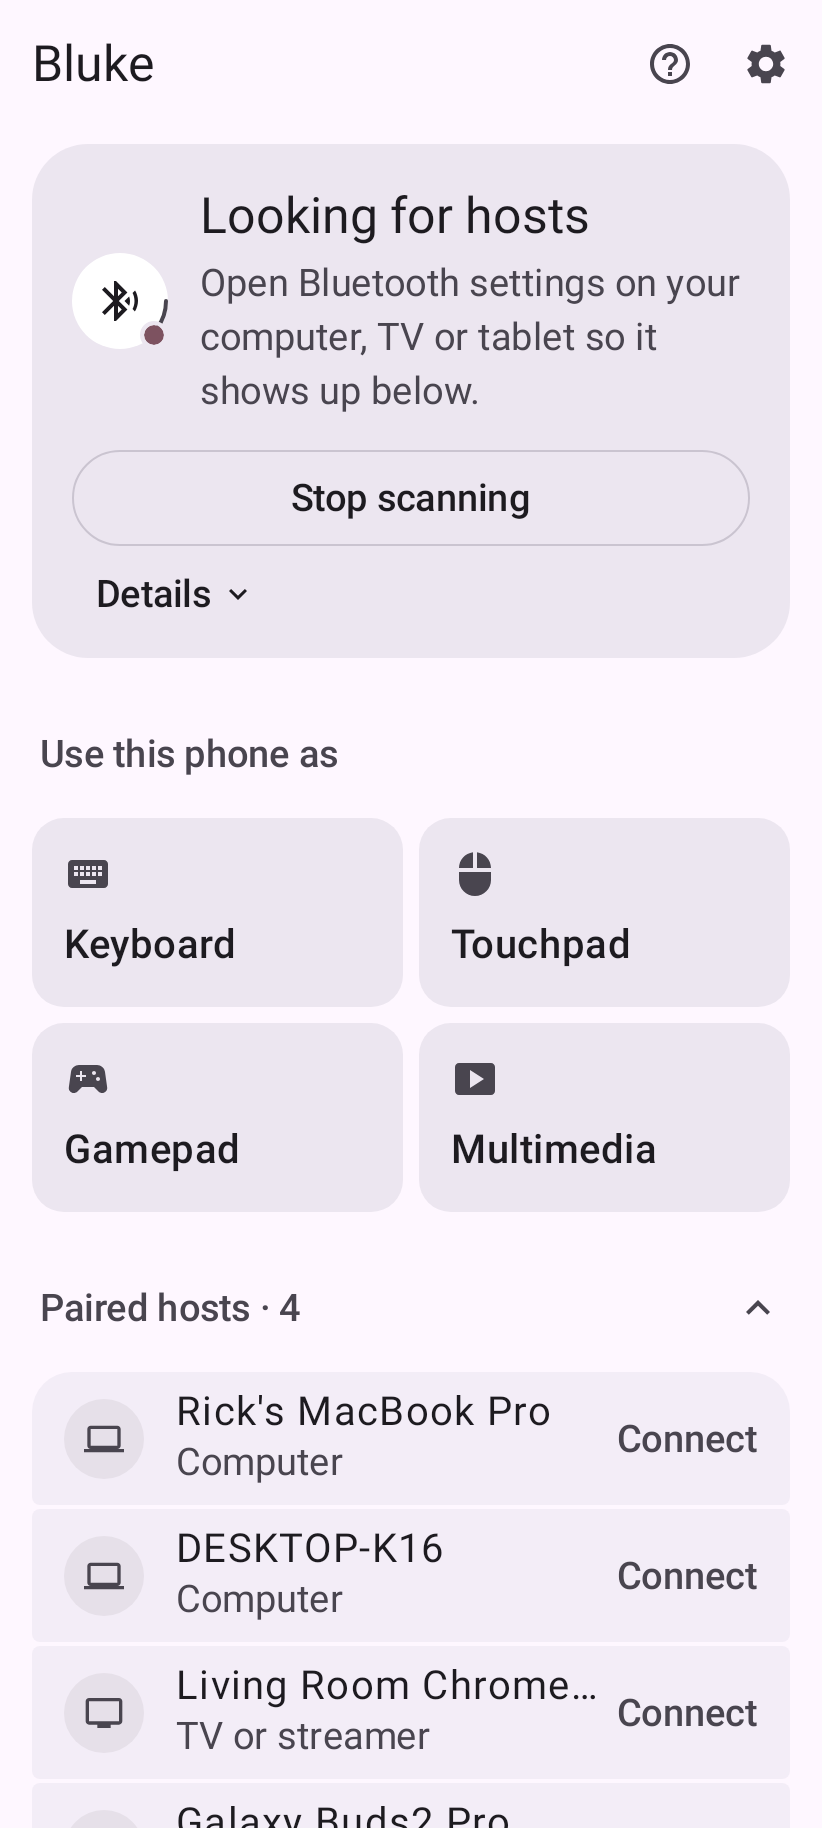 Bluke
Looking for hosts
Open Bluetooth settings on your
computer, TV or tablet so it
shows up below.
Stop scanning
Details
Use this phone as
Keyboard
Touchpad
Gamepad
Multimedia
Paired hosts · 4
Rick's MacBook Pro
Computer
Connect
DESKTOP-K16
Computer
Connect
Living Room Chrome…
TV or streamer
Connect
Galaxy Buds2 Pro